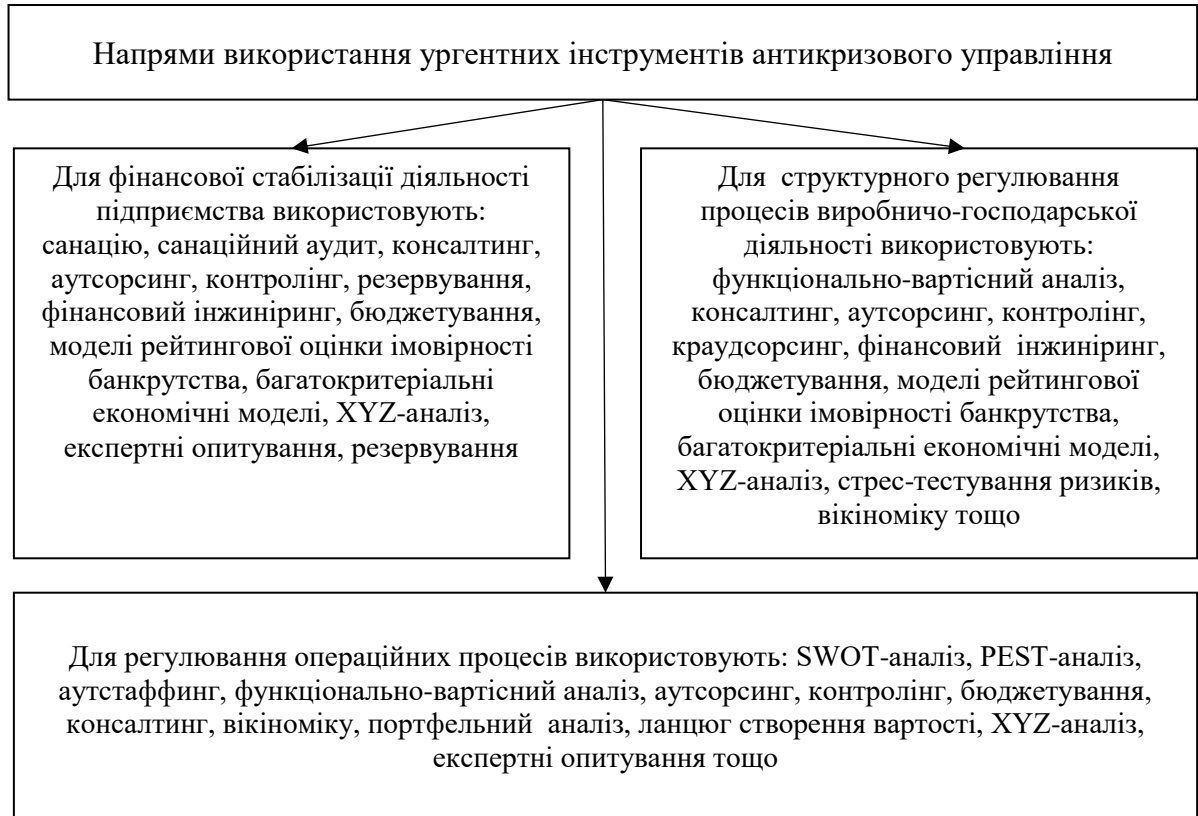 Напрями використання ургентних інструментів антикризового управління
Для фінансової стабілізації діяльності
підприємства використовують:
санацію, санаційний аудит, консалтинг,
аутсорсинг, контролінг, резервування,
фінансовий інжиніринг, бюджетування,
моделі рейтингової оцінки імовірності
банкрутства, багатокритеріальні
економічні моделі, XYZ-аналіз,
експертні опитування, резервування
Для структурного регулювання
процесів виробничо-господарської
діяльності використовують:
функціонально-вартісний аналіз,
консалтинг, аутсорсинг, контролінг,
краудсорсинг, фінансовий інжиніринг,
бюджетування, моделі рейтингової
оцінки імовірності банкрутства,
багатокритеріальні економічні моделі,
XYZ-аналіз, стрес-тестування ризиків,
вікіноміку тощо
Для регулювання операційних процесів використовують: SWOT-аналіз, PEST-аналіз,
аутстаффинг, функціонально-вартісний аналіз, аутсорсинг, контролінг, бюджетування,
консалтинг, вікіноміку, портфельний аналіз, ланцюг створення вартості, XYZ-аналіз,
експертні опитування тощо